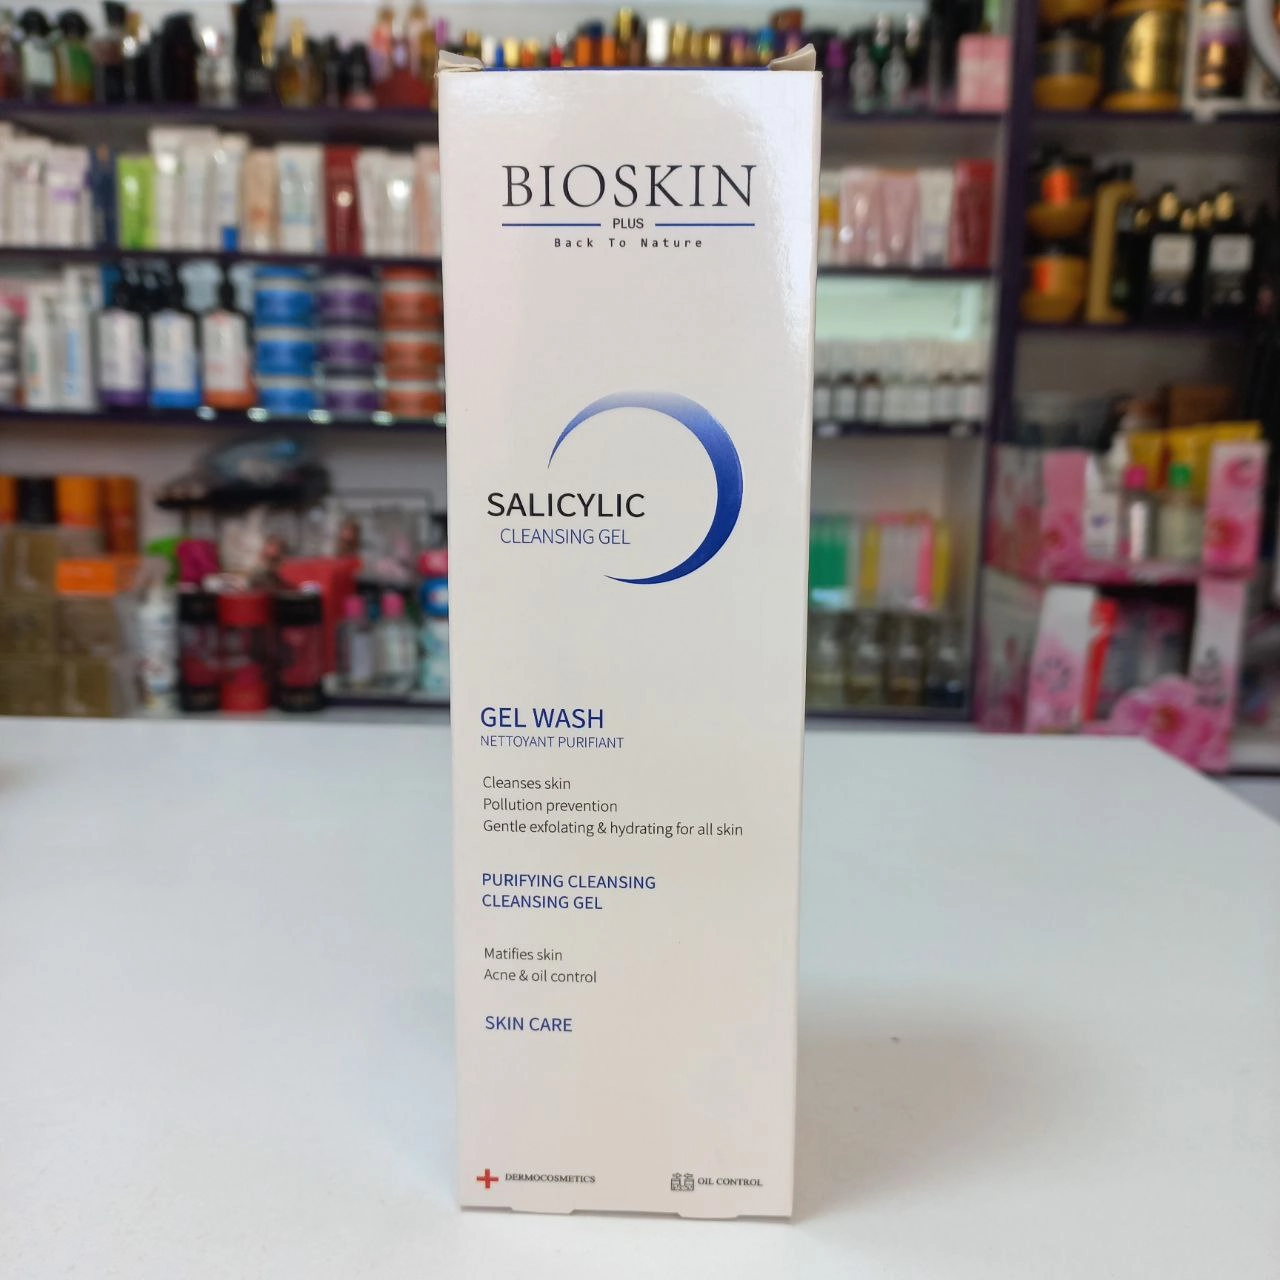 BIOSKIN
PLUS
Back To Nature
SALICYLIC
CLEANSING GEL
GEL WASH
NETTOYANT PURIFIANT
Cleanses skin
Pollution prevention
Gentle exfolating & hydrating for all skin
PURIFYING CLEANSING
CLEANSING GEL
Matifies skin
Acne & oil control
SKIN CARE
DERMOCOSMETICS
OIL CONTROL